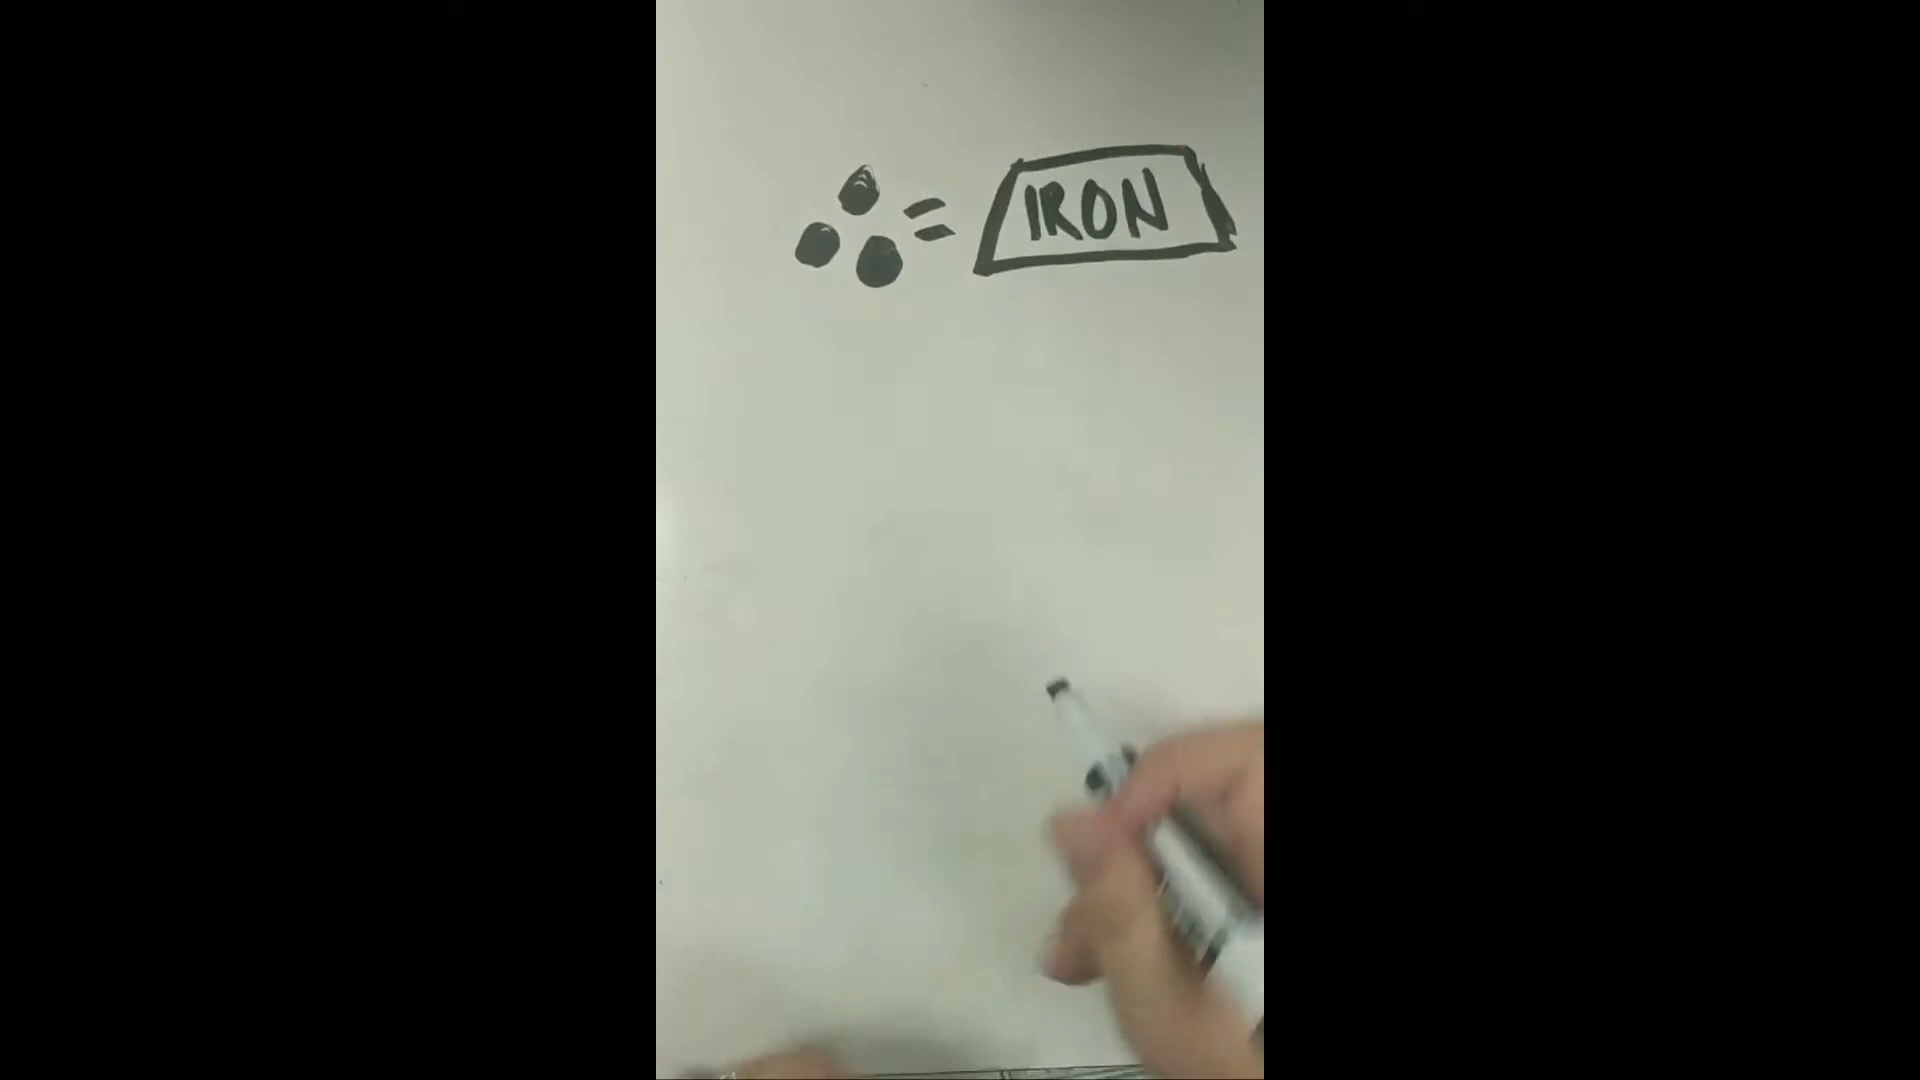 = IRON